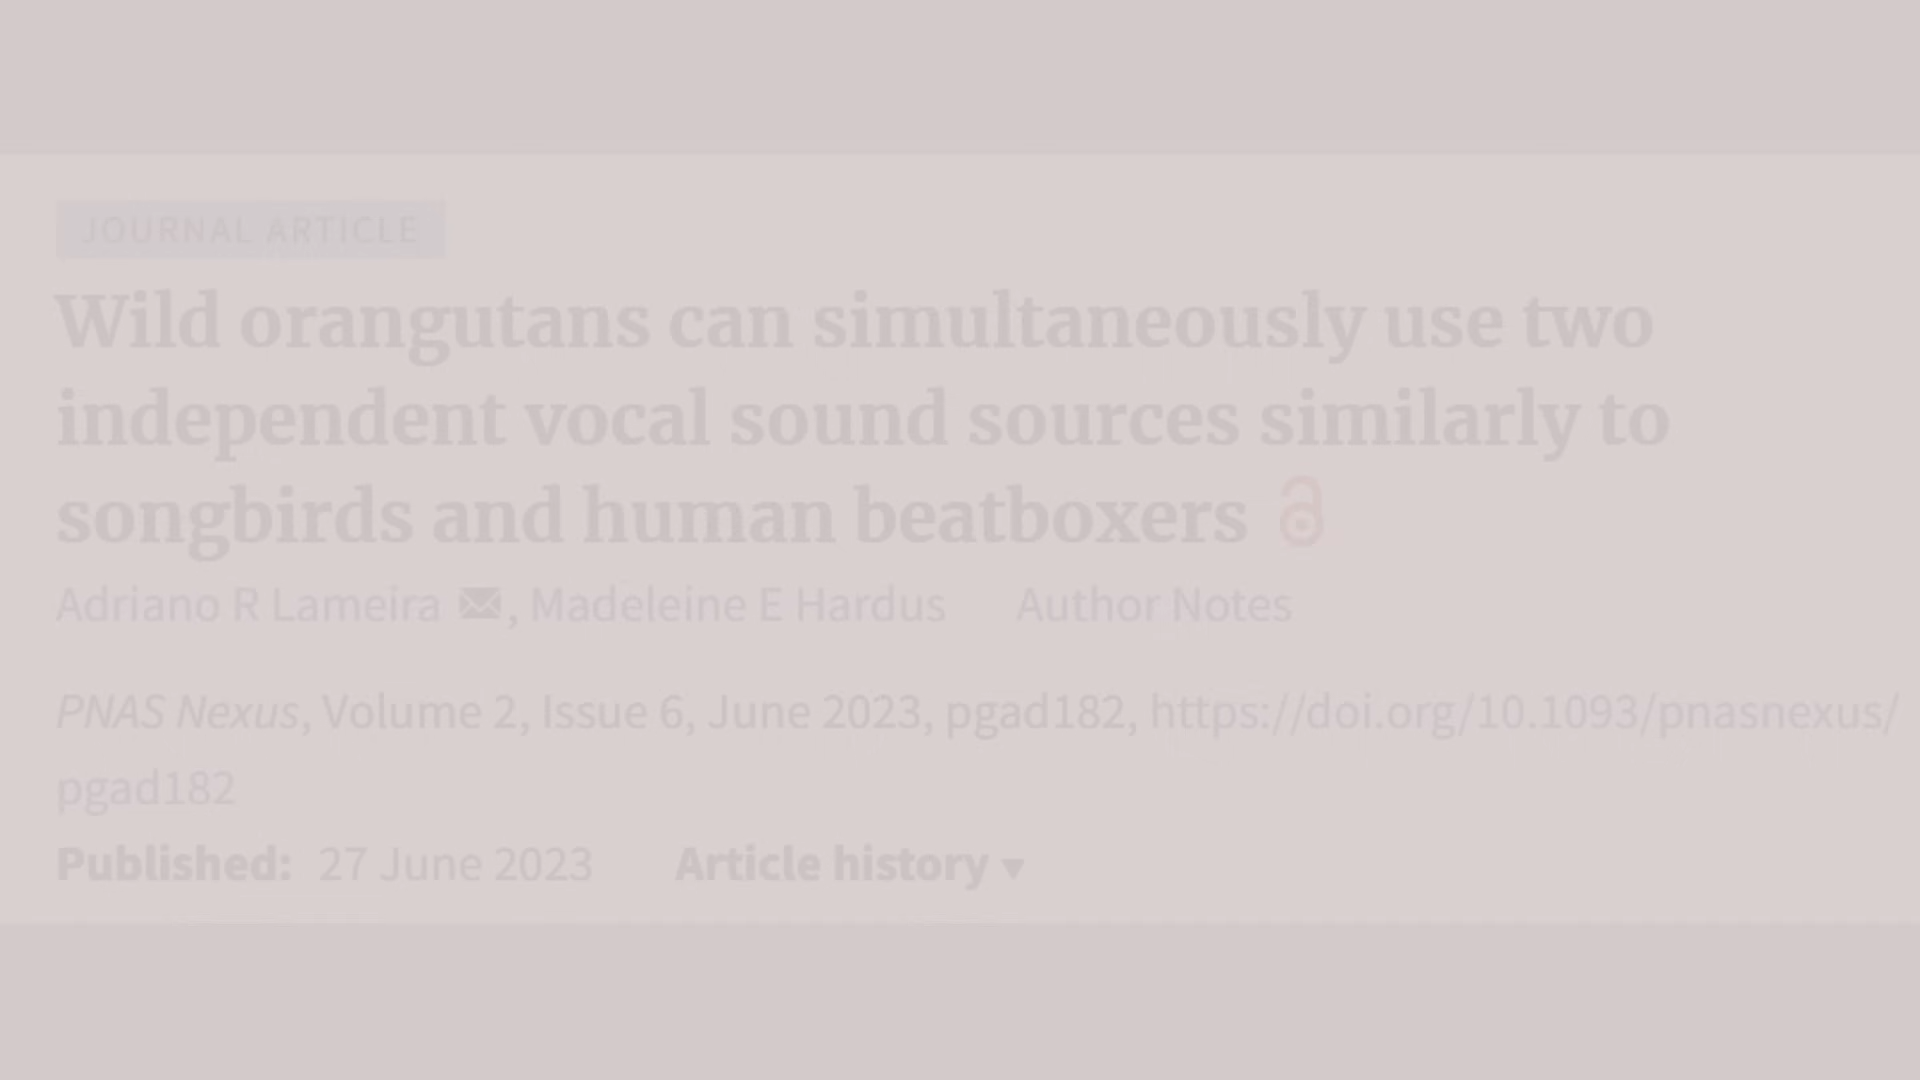 JOURNAL ARTICLE
Wild orangutans can simultaneously use two
independent vocal sound sources similarly to
songbirds and human beatboxers
Adriano R Lameira , Madeleine E Hardus Author Notes
PNAS Nexus, Volume 2, Issue 6, June 2023, pgad182, https://doi.org/10.1093/pnasnexus/
pgad182
Published: 27 June 2023 Article history